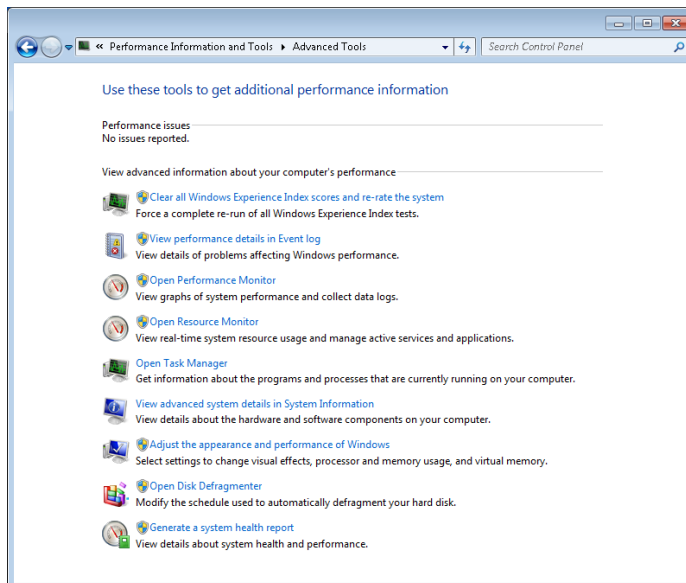 « Performance Information and Tools ▸ Advanced Tools
Search Control Panel
Use these tools to get additional performance information
Performance issues
No issues reported.
View advanced information about your computer's performance
Clear all Windows Experience Index scores and re-rate the system
Force a complete re-run of all Windows Experience Index tests.
View performance details in Event log
View details of problems affecting Windows performance.
Open Performance Monitor
View graphs of system performance and collect data logs.
Open Resource Monitor
View real-time system resource usage and manage active services and applications.
Open Task Manager
Get information about the programs and processes that are currently running on your computer.
View advanced system details in System Information
View details about the hardware and software components on your computer.
Adjust the appearance and performance of Windows
Select settings to change visual effects, processor and memory usage, and virtual memory.
Open Disk Defragmenter
Modify the schedule used to automatically defragment your hard disk.
Generate a system health report
View details about system health and performance.